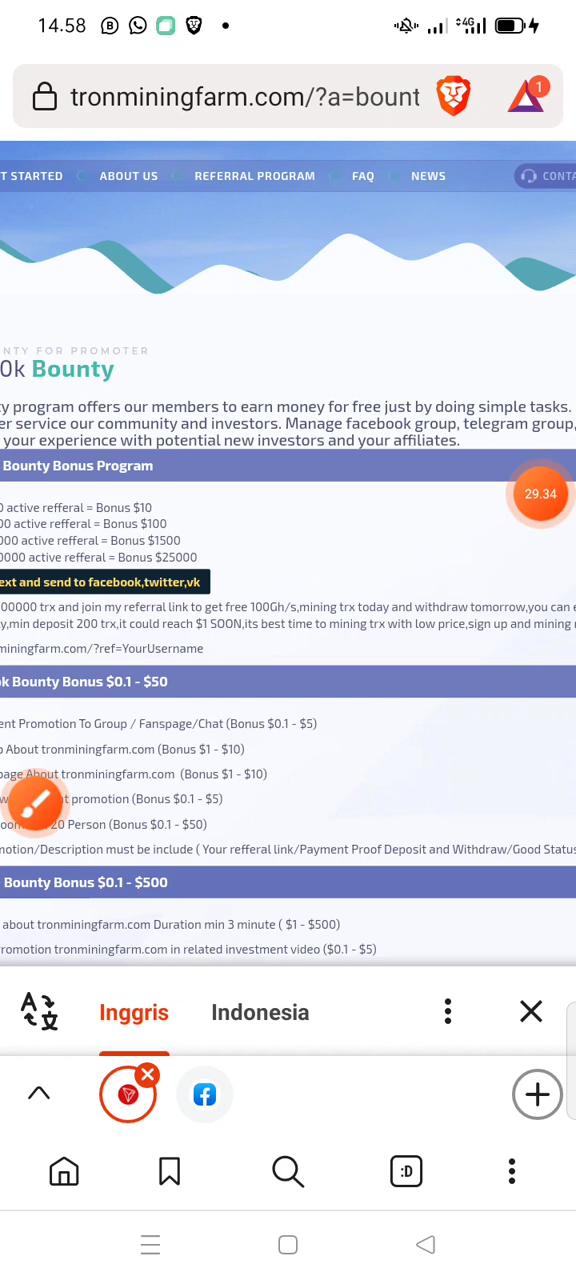 14.58
4G
tronminingfarm.com/?a=bount
1
T STARTED ABOUT US REFERRAL PROGRAM FAQ NEWS CONTA
NTY FOR PROMOTER
0k Bounty
y program offers our members to earn money for free just by doing simple tasks.
er service our community and investors. Manage facebook group, telegram group,
your experience with potential new investors and your affiliates.
Bounty Bonus Program
29.34
0 active refferal = Bonus $10
00 active refferal = Bonus $100
000 active refferal = Bonus $1500
0000 active refferal = Bonus $25000
ext and send to facebook,twitter,vk
00000 trx and join my referral link to get free 100Gh/s,mining trx today and withdraw tomorrow,you can e
y,min deposit 200 trx,it could reach $1 SOON,its best time to mining trx with low price,sign up and mining
miningfarm.com/?ref=YourUsername
ok Bounty Bonus $0.1 - $50
ent Promotion To Group / Fanspage/Chat (Bonus $0.1 - $5)
p About tronminingfarm.com (Bonus $1 - $10)
page About tronminingfarm.com (Bonus $1 - $10)
t promotion (Bonus $0.1 - $5)
20 Person (Bonus $0.1 - $50)
motion/Description must be include ( Your refferal link/Payment Proof Deposit and Withdraw/Good Status
Bounty Bonus $0.1 - $500
about tronminingfarm.com Duration min 3 minute ( $1 - $500)
romotion tronminingfarm.com in related investment video ($0.1 - $5)
Inggris Indonesia
:D